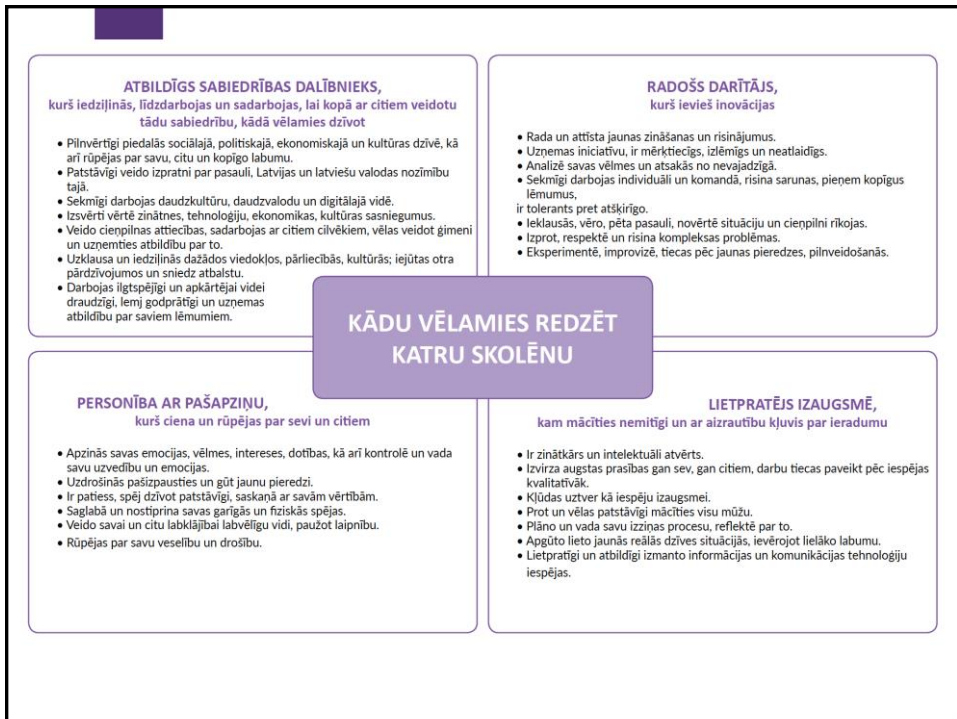 ATBILDĪGS SABIEDRĪBAS DALĪBNIEKS,
kurš iedziļinās, līdzdarbojas un sadarbojas, lai kopā ar citiem veidotu
tādu sabiedrību, kādā vēlamies dzīvot
• Pilnvērtīgi piedalās sociālajā, politiskajā, ekonomiskajā un kultūras dzīvē, kā
arī rūpējas par savu, citu un kopīgo labumu.
• Patstāvīgi veido izpratni par pasauli, Latvijas un latviešu valodas nozīmību
tajā.
• Sekmīgi darbojas daudzkultūru, daudzvalodu un digitālajā vidē.
• Izsvērti vērtē zinātnes, tehnoloģiju, ekonomikas, kultūras sasniegumus.
• Veido cieņpilnas attiecības, sadarbojas ar citiem cilvēkiem, vēlas veidot ģimeni
un uzņemties atbildību par to.
• Uzklausa un iedziļinās dažādos viedokļos, pārliecībās, kultūrās; iejūtas otra
pārdzīvojumos un sniedz atbalstu.
• Darbojas ilgtspējīgi un apkārtējai videi
draudzīgi, lemj godprātīgi un uzņemas
atbildību par saviem lēmumiem.
RADOŠS DARĪTĀJS,
kurš ievieš inovācijas
• Rada un attīsta jaunas zināšanas un risinājumus.
• Uzņemas iniciatīvu, ir mērķtiecīgs, izlēmīgs un neatlaidīgs.
• Analizē savas vēlmes un atsakās no nevajadzīgā.
• Sekmīgi darbojas individuāli un komandā, risina sarunas, pieņem kopīgus
lēmumus,
ir tolerants pret atšķirīgo.
• Ieklausās, vēro, pēta pasauli, novērtē situāciju un cieņpilni rīkojas.
• Izprot, respektē un risina kompleksas problēmas.
• Eksperimentē, improvizē, tiecas pēc jaunas pieredzes, pilnveidošanās.
KĀDU VĒLAMIES REDZĒT
KATRU SKOLĒNU
PERSONĪBA AR PAŠAPZIŅU,
kurš ciena un rūpējas par sevi un citiem
• Apzinās savas emocijas, vēlmes, intereses, dotības, kā arī kontrolē un vada
savu uzvedību un emocijas.
• Uzdrošinās pašizpausties un gūt jaunu pieredzi.
• Ir patiess, spēj dzīvot patstāvīgi, saskaņā ar savām vērtībām.
• Saglabā un nostiprina savas garīgās un fiziskās spējas.
• Veido savai un citu labklājībai labvēlīgu vidi, paužot laipnību.
• Rūpējas par savu veselību un drošību.
LIETPRATĒJS IZAUGSMĒ,
kam mācīties nemitīgi un ar aizrautību kļuvis par ieradumu
• Ir zinātkārs un intelektuāli atvērts.
• Izvirza augstas prasības gan sev, gan citiem, darbu tiecas paveikt pēc iespējas
kvalitatīvāk.
• Kļūdas uztver kā iespēju izaugsmei.
• Prot un vēlas patstāvīgi mācīties visu mūžu.
• Plāno un vada savu izziņas procesu, reflektē par to.
• Apgūto lieto jaunās reālās dzīves situācijās, ievērojot lielāko labumu.
• Lietpratīgi un atbildīgi izmanto informācijas un komunikācijas tehnoloģiju
iespējas.